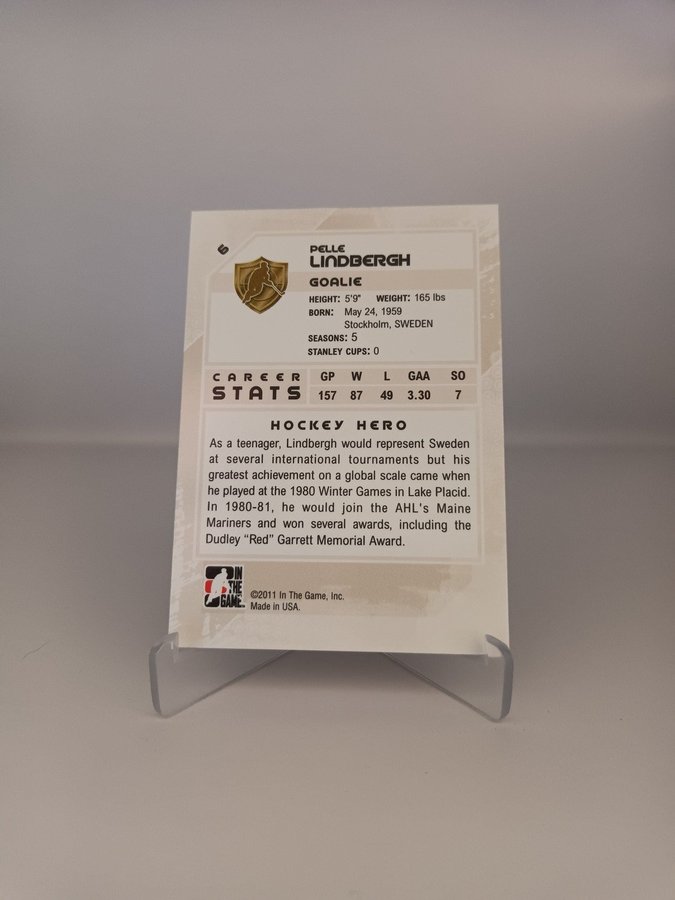 6
PELLE
LINDBERGH
GOALIE
HEIGHT: 5'9" WEIGHT: 165 lbs
BORN: May 24, 1959
Stockholm, SWEDEN
SEASONS: 5
STANLEY CUPS: 0
CAREER STATS
GP W L GAA SO
157 87 49 3.30 7
HOCKEY HERO
As a teenager, Lindbergh would represent Sweden
at several international tournaments but his
greatest achievement on a global scale came when
he played at the 1980 Winter Games in Lake Placid.
In 1980-81, he would join the AHL's Maine
Mariners and won several awards, including the
Dudley “Red” Garrett Memorial Award.
IN
THE
GAME
©2011 In The Game, Inc.
Made in USA.